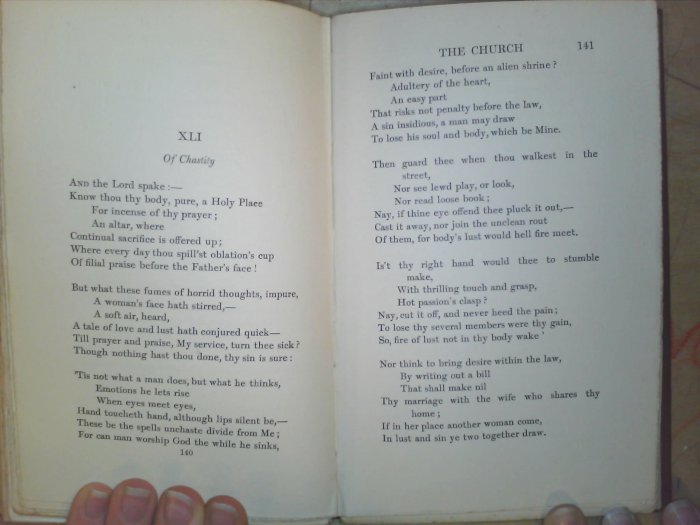 XLI
Of Chastity
AND the Lord spake:—
Know thou thy body, pure, a Holy Place
For incense of thy prayer;
An altar, where
Continual sacrifice is offered up;
Where every day thou spill'st oblation's cup
Of filial praise before the Father's face!
But what these fumes of horrid thoughts, impure,
A woman's face hath stirred,—
A soft air, heard,
A tale of love and lust hath conjured quick—
Till prayer and praise, My service, turn thee sick?
Though nothing hast thou done, thy sin is sure:
'Tis not what a man does, but what he thinks,
Emotions he lets rise
When eyes meet eyes,
Hand toucheth hand, although lips silent be,—
These be the spells unchaste divide from Me;
For can man worship God the while he sinks,
140
THE CHURCH 141
Faint with desire, before an alien shrine?
Adultery of the heart,
An easy part
That risks not penalty before the law,
A sin insidious, a man may draw
To lose his soul and body, which be Mine.
Then guard thee when thou walkest in the
street,
Nor see lewd play, or look,
Nor read loose book;
Nay, if thine eye offend thee pluck it out,—
Cast it away, nor join the unclean rout
Of them, for body's lust would hell fire meet.
Is't thy right hand would thee to stumble
make,
With thrilling touch and grasp,
Hot passion's clasp?
Nay, cut it off, and never heed the pain;
To lose thy several members were thy gain,
So, fire of lust not in thy body wake'
Nor think to bring desire within the law,
By writing out a bill
That shall make nil
Thy marriage with the wife who shares thy
home;
If in her place another woman come,
In lust and sin ye two together draw.